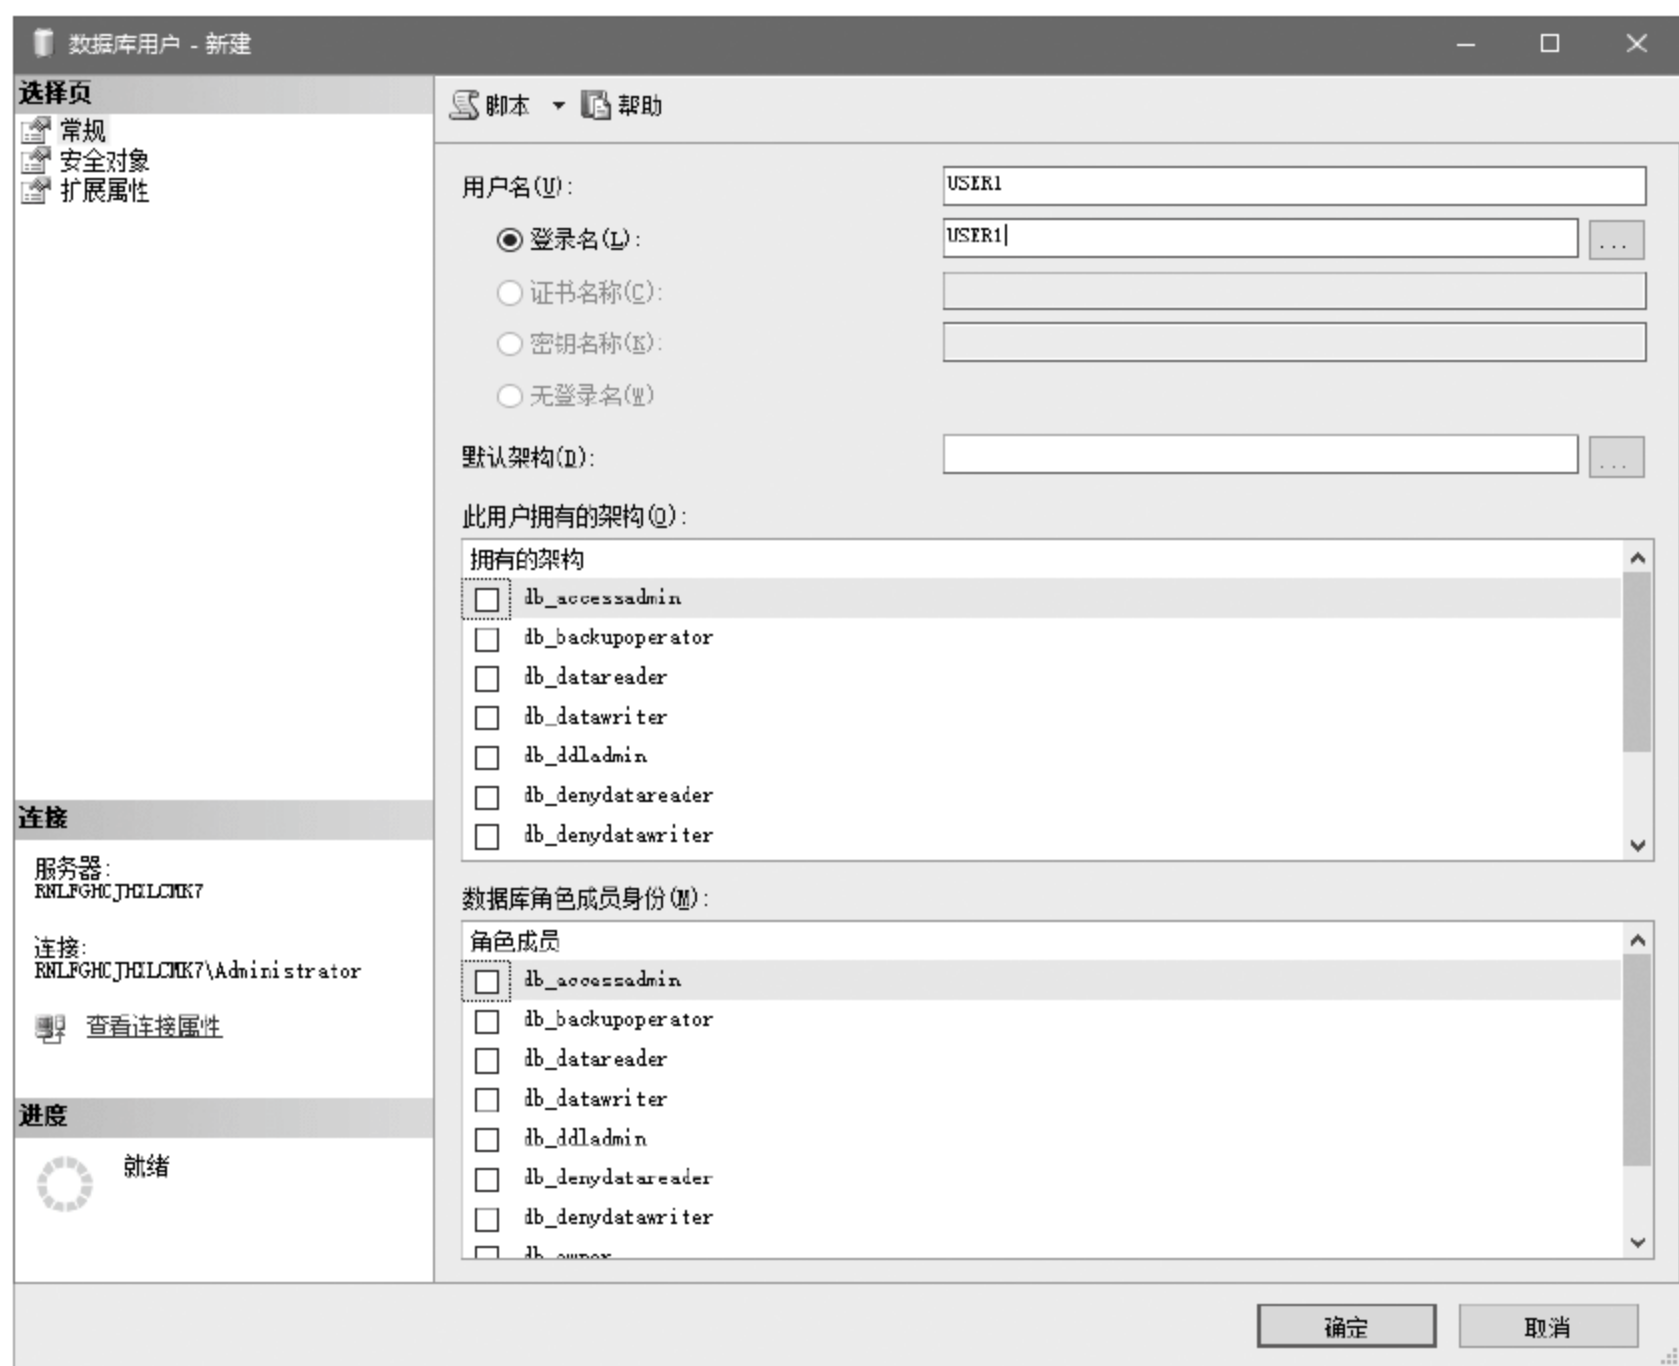 数据库用户 - 新建
选择页
常规
安全对象
扩展属性
脚本 帮助
用户名(U): USER1
登录名(L): USER1
...
证书名称(C):
密钥名称(K):
无登录名(W)
默认架构(D):
...
此用户拥有的架构(O):
拥有的架构
db_accessadmin
db_backupoperator
db_datareader
db_datawriter
db_ddladmin
db_denydatareader
db_denydatawriter
数据库角色成员身份(M):
角色成员
db_accessadmin
db_backupoperator
db_datareader
db_datawriter
db_ddladmin
db_denydatareader
db_denydatawriter
db_owner
连接
服务器:
连接:
查看连接属性
进度
就绪
确定 取消